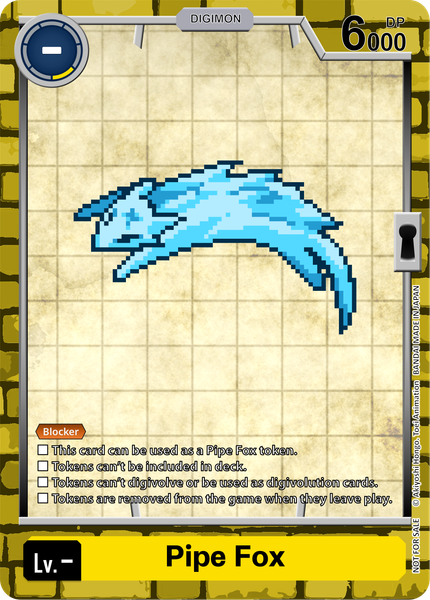 DIGIMON
-
DP
6000
Blocker
□ This card can be used as a Pipe Fox token.
□ Tokens can't be included in deck.
□ Tokens can't digivolve or be used as digivolution cards.
□ Tokens are removed from the game when they leave play.
NOT FOR SALE © Akiyoshi Hongo, Toei Animation BANDAI MADE IN JAPAN
Lv.-
Pipe Fox